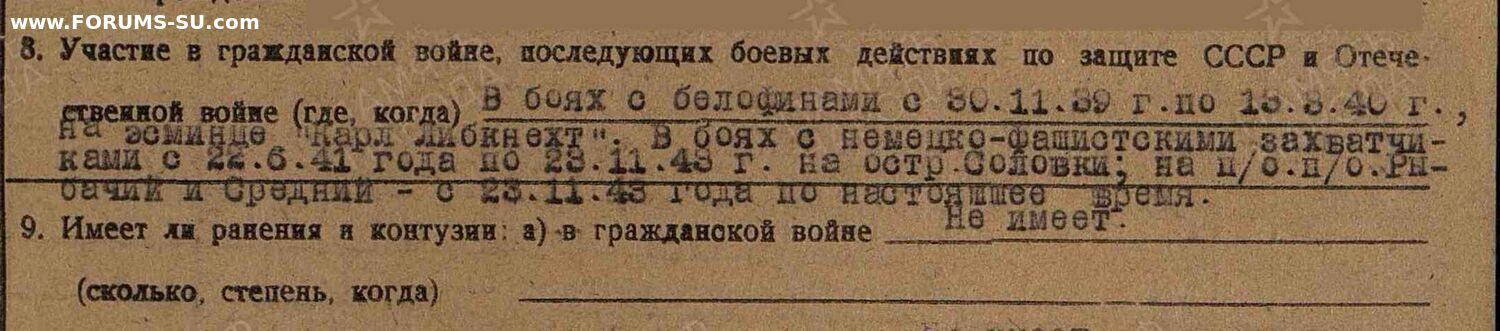 www.FORUMS-SU.com
8. Участие в гражданской войне, последующих боевых действиях по защите СССР и Отече-
ственной войне (где, когда) В боях с белофинами с 30.11.39 г.по 13.3.40 г.,
на эсминце "Карл Либкнехт". В боях с немецко-фашистскими захватчи-
ками с 22.6.41 года по 23.11.43 г. на остр.Соловки; на п/о.п/о.Ры-
бачий и Средний - с 23.11.43 года по настоящее время.
9. Имеет ли ранения и контузии: а) в гражданской войне Не имеет.
(сколько, степень, когда)